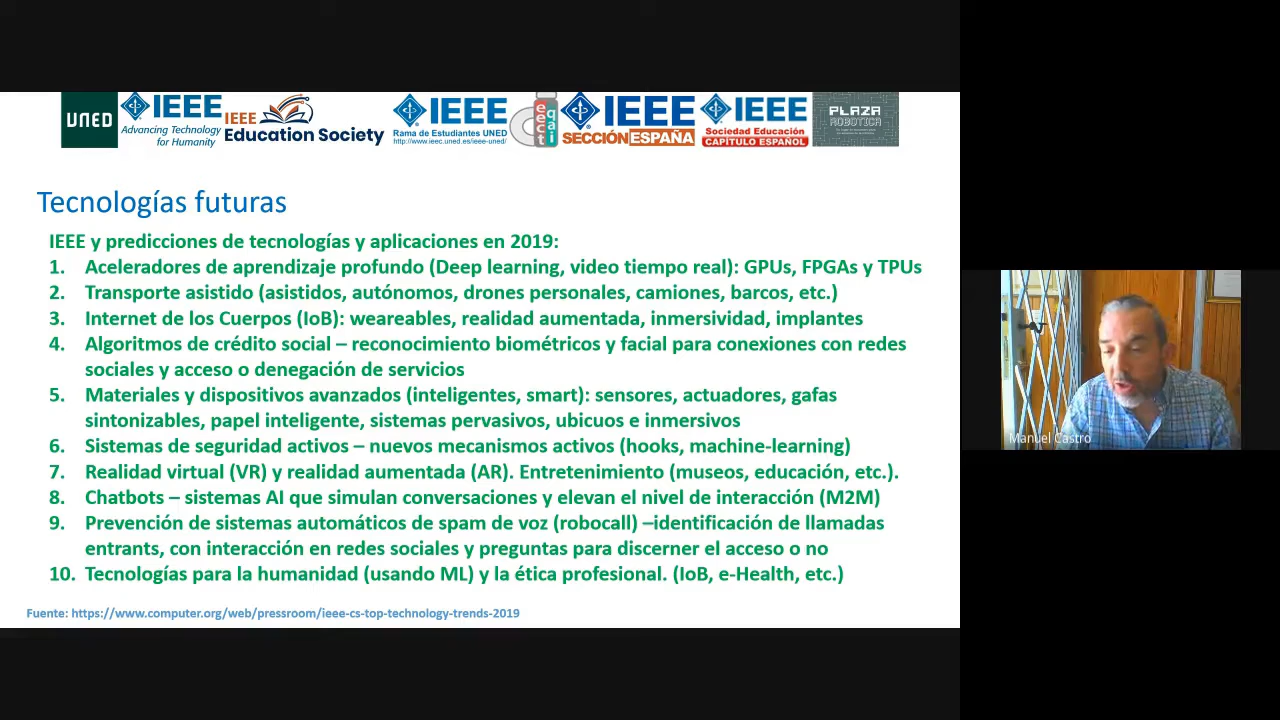 UNED
IEEE
Advancing Technology
for Humanity
IEEE
Education Society
IEEE
Rama de Estudiantes UNED
http://www.ieec.uned.es/ieee-uned/
IEEE
SECCIÓN ESPAÑA
IEEE
Sociedad Educación
CAPÍTULO ESPAÑOL
PLAZA
ROBOTICA
Tecnologías futuras
IEEE y predicciones de tecnologías y aplicaciones en 2019:
1. Aceleradores de aprendizaje profundo (Deep learning, video tiempo real): GPUs, FPGAs y TPUs
2. Transporte asistido (asistidos, autónomos, drones personales, camiones, barcos, etc.)
3. Internet de los Cuerpos (IoB): weareables, realidad aumentada, inmersividad, implantes
4. Algoritmos de crédito social – reconocimiento biométricos y facial para conexiones con redes
sociales y acceso o denegación de servicios
5. Materiales y dispositivos avanzados (inteligentes, smart): sensores, actuadores, gafas
sintonizables, papel inteligente, sistemas pervasivos, ubicuos e inmersivos
6. Sistemas de seguridad activos – nuevos mecanismos activos (hooks, machine-learning)
7. Realidad virtual (VR) y realidad aumentada (AR). Entretenimiento (museos, educación, etc.).
8. Chatbots – sistemas AI que simulan conversaciones y elevan el nivel de interacción (M2M)
9. Prevención de sistemas automáticos de spam de voz (robocall) –identificación de llamadas
entrants, con interacción en redes sociales y preguntas para discerner el acceso o no
10. Tecnologías para la humanidad (usando ML) y la ética profesional. (IoB, e-Health, etc.)
Fuente: https://www.computer.org/web/pressroom/ieee-cs-top-technology-trends-2019
Manuel Castro